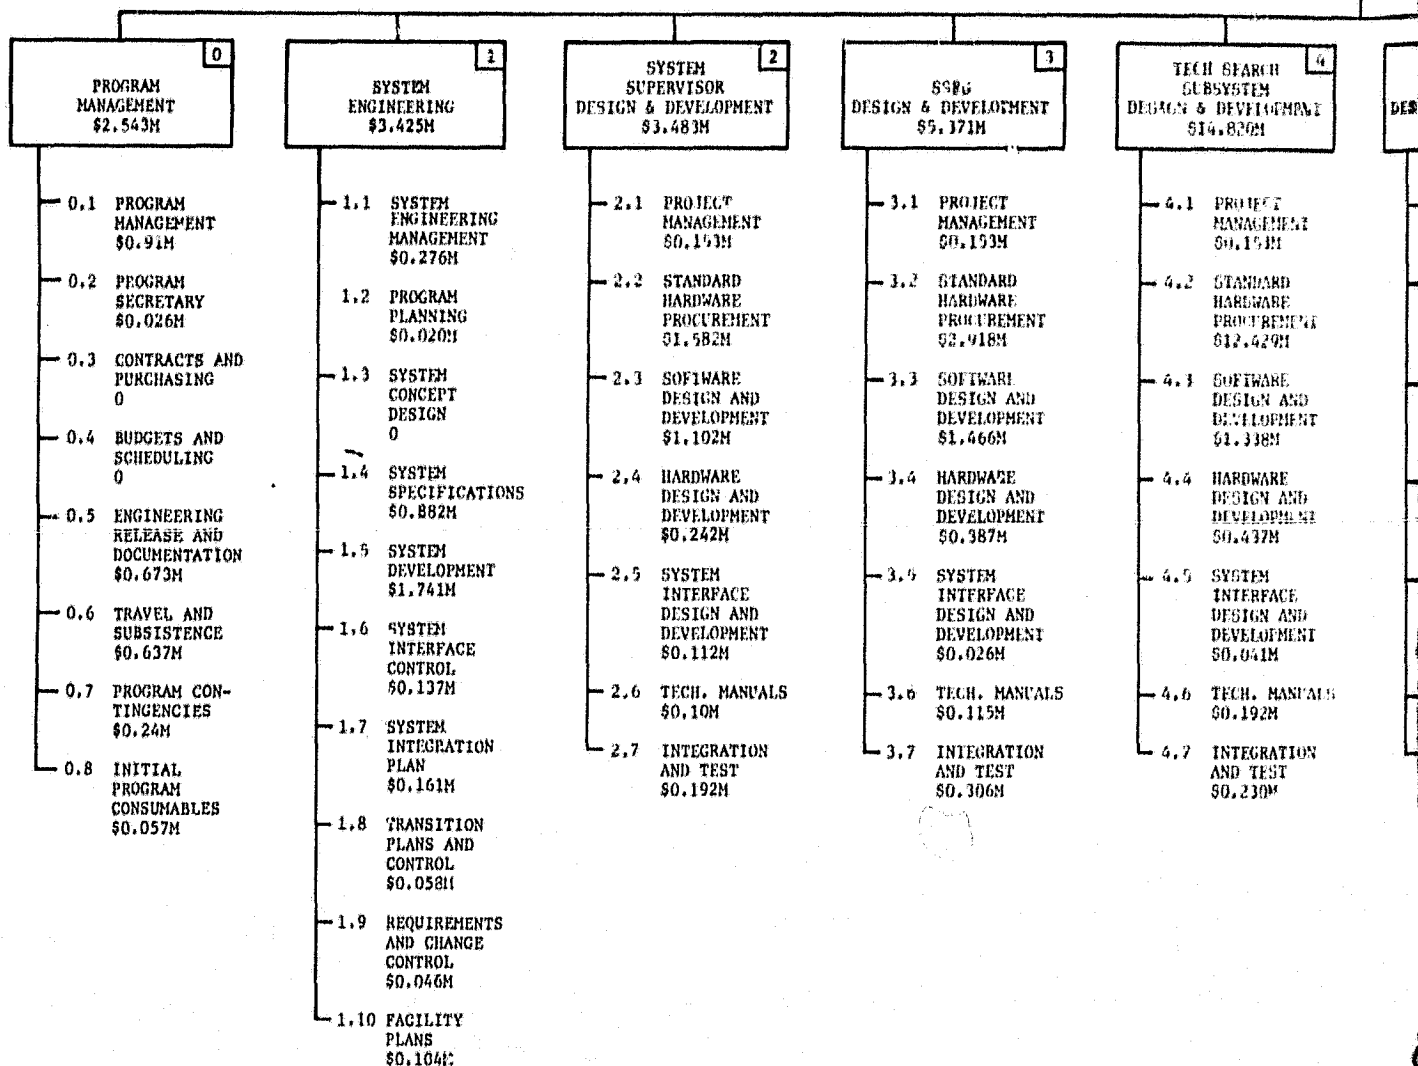 0
PROGRAM
MANAGEMENT
$2.543M
0.1 PROGRAM
MANAGEMENT
$0.91M
0.2 PROGRAM
SECRETARY
$0.026M
0.3 CONTRACTS AND
PURCHASING
0
0.4 BUDGETS AND
SCHEDULING
0
0.5 ENGINEERING
RELEASE AND
DOCUMENTATION
$0.673M
0.6 TRAVEL AND
SUBSISTENCE
$0.637M
0.7 PROGRAM CON-
TINGENCIES
$0.24M
0.8 INITIAL
PROGRAM
CONSUMABLES
$0.057M
1
SYSTEM
ENGINEERING
$3.425M
1.1 SYSTEM
ENGINEERING
MANAGEMENT
$0.276M
1.2 PROGRAM
PLANNING
$0.020M
1.3 SYSTEM
CONCEPT
DESIGN
0
1.4 SYSTEM
SPECIFICATIONS
$0.882M
1.5 SYSTEM
DEVELOPMENT
$1.741M
1.6 SYSTEM
INTERFACE
CONTROL
$0.137M
1.7 SYSTEM
INTEGRATION
PLAN
$0.161M
1.8 TRANSITION
PLANS AND
CONTROL
$0.058M
1.9 REQUIREMENTS
AND CHANGE
CONTROL
$0.046M
1.10 FACILITY
PLANS
$0.104M
2
SYSTEM
SUPERVISOR
DESIGN & DEVELOPMENT
$3.483M
2.1 PROJECT
MANAGEMENT
$0.153M
2.2 STANDARD
HARDWARE
PROCUREMENT
$1.582M
2.3 SOFTWARE
DESIGN AND
DEVELOPMENT
$1.102M
2.4 HARDWARE
DESIGN AND
DEVELOPMENT
$0.242M
2.5 SYSTEM
INTERFACE
DESIGN AND
DEVELOPMENT
$0.112M
2.6 TECH. MANUALS
$0.10M
2.7 INTEGRATION
AND TEST
$0.192M
3
DESIGN & DEVELOPMENT
$5.371M
3.1 PROJECT
MANAGEMENT
$0.153M
3.2 STANDARD
HARDWARE
PROCUREMENT
$2.918M
3.3 SOFTWARE
DESIGN AND
DEVELOPMENT
$1.466M
3.4 HARDWARE
DESIGN AND
DEVELOPMENT
$0.387M
3.5 SYSTEM
INTERFACE
DESIGN AND
DEVELOPMENT
$0.026M
3.6 TECH. MANUALS
$0.115M
3.7 INTEGRATION
AND TEST
$0.306M
4
TECH SEARCH
SUBSYSTEM
DESIGN & DEVELOPMENT
$14.820M
4.1 PROJECT
MANAGEMENT
$0.153M
4.2 STANDARD
HARDWARE
PROCUREMENT
$12.429M
4.3 SOFTWARE
DESIGN AND
DEVELOPMENT
$1.338M
4.4 HARDWARE
DESIGN AND
DEVELOPMENT
$0.437M
4.5 SYSTEM
INTERFACE
DESIGN AND
DEVELOPMENT
$0.041M
4.6 TECH. MANUALS
$0.192M
4.7 INTEGRATION
AND TEST
$0.230M
DES